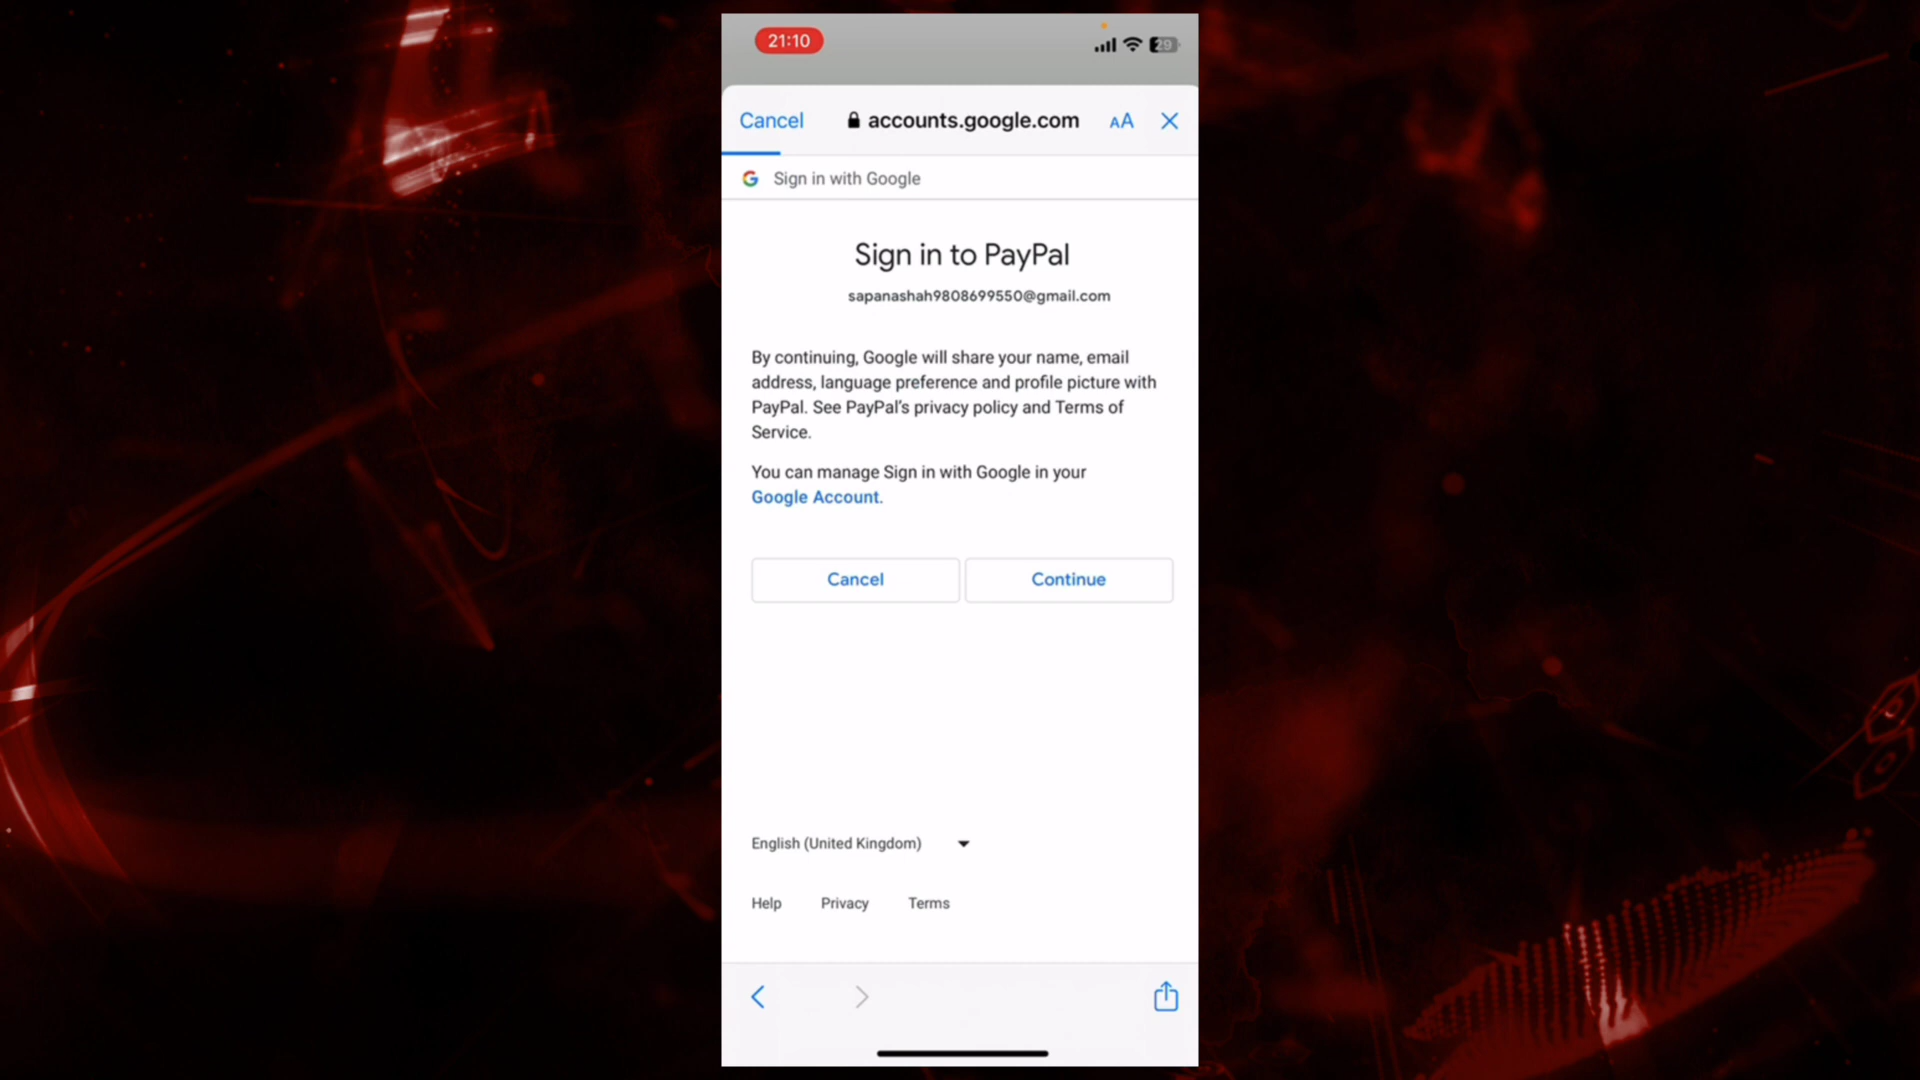 21:10
29
Cancel accounts.google.com AA
Sign in with Google
Sign in to PayPal
sapanashah9808699550@gmail.com
By continuing, Google will share your name, email
address, language preference and profile picture with
PayPal. See PayPal's privacy policy and Terms of
Service.
You can manage Sign in with Google in your
Google Account.
Cancel Continue
English (United Kingdom)
Help Privacy Terms